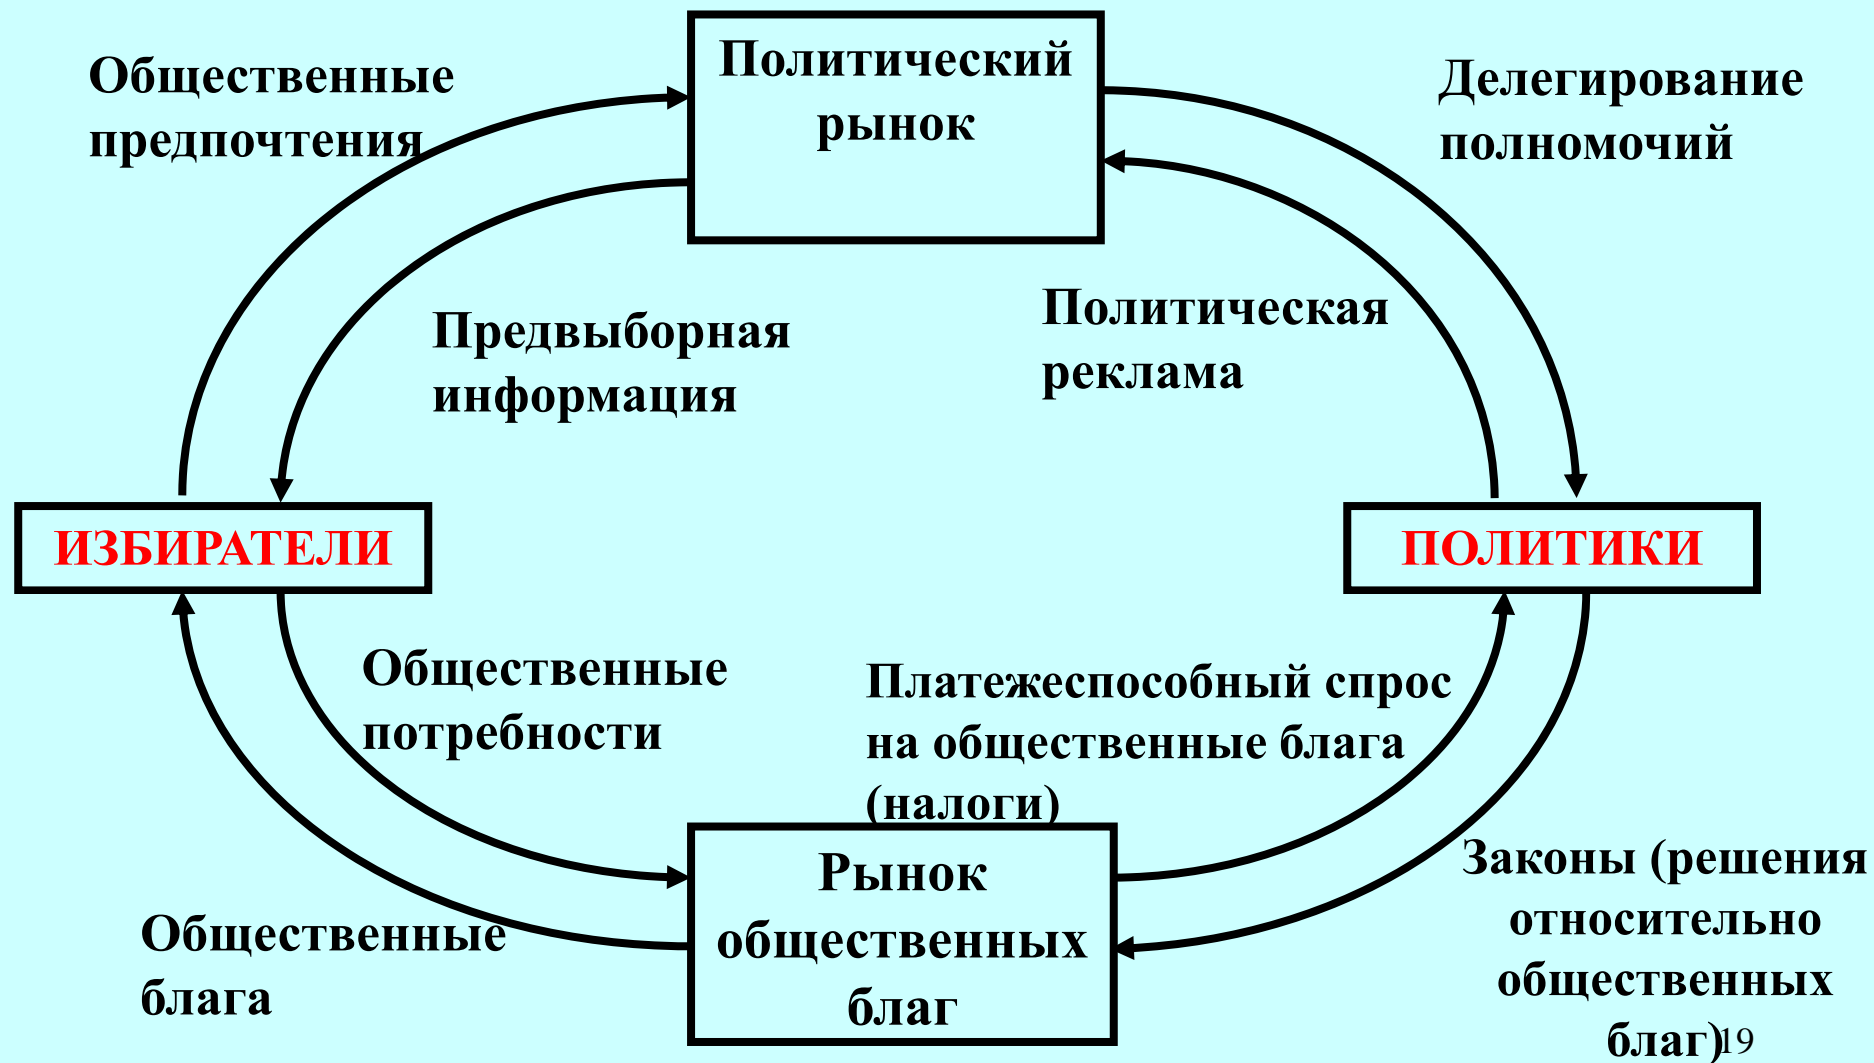 Политический
рынок
Общественные
предпочтения
Делегирование
полномочий
Предвыборная
информация
Политическая
реклама
ИЗБИРАТЕЛИ
ПОЛИТИКИ
Общественные
потребности
Платежеспособный спрос
на общественные блага
(налоги)
Рынок
общественных
благ
Общественные
блага
Законы (решения
относительно
общественных
благ)
19